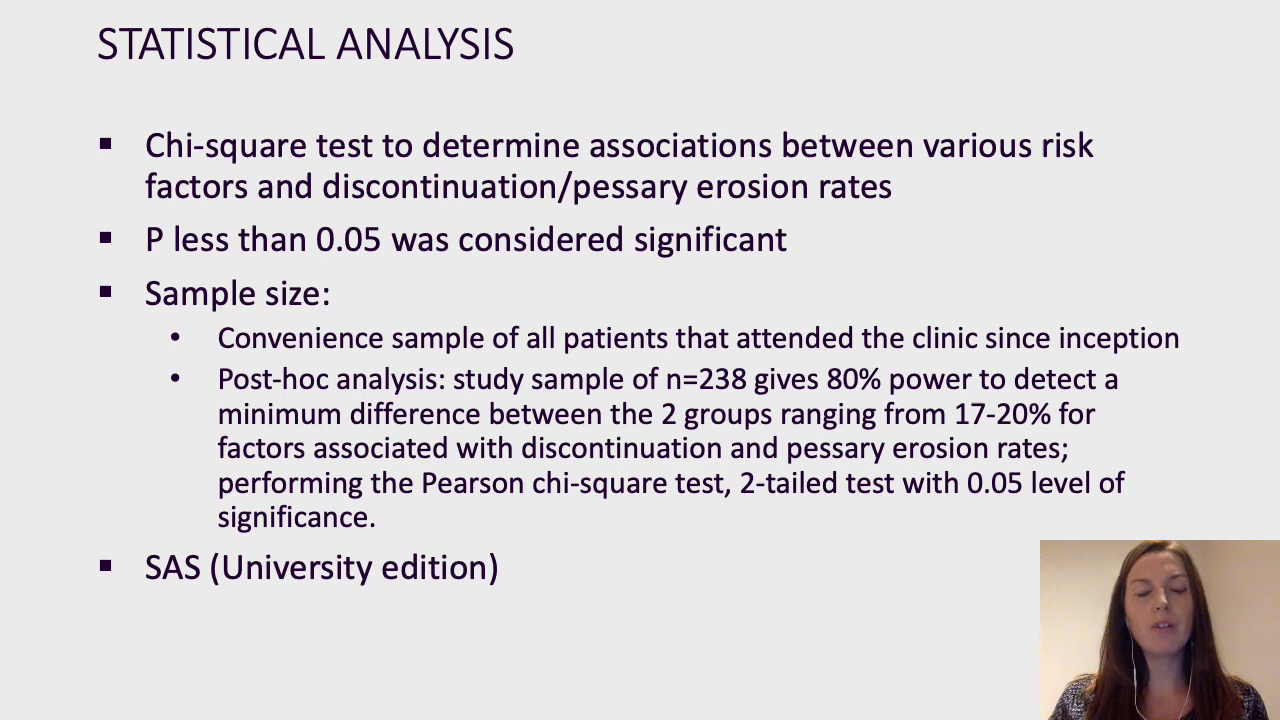 STATISTICAL ANALYSIS
▪ Chi-square test to determine associations between various risk
factors and discontinuation/pessary erosion rates
▪ P less than 0.05 was considered significant
▪ Sample size:
• Convenience sample of all patients that attended the clinic since inception
• Post-hoc analysis: study sample of n=238 gives 80% power to detect a
minimum difference between the 2 groups ranging from 17-20% for
factors associated with discontinuation and pessary erosion rates;
performing the Pearson chi-square test, 2-tailed test with 0.05 level of
significance.
▪ SAS (University edition)